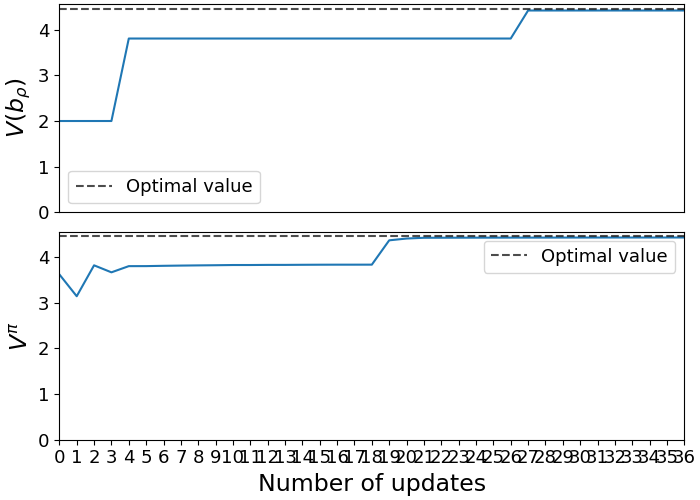 4
3
V(b_ρ)
2
1
0
Optimal value
4
3
V^π
2
1
0
Optimal value
0 1 2 3 4 5 6 7 8 9 10 11 12 13 14 15 16 17 18 19 20 21 22 23 24 25 26 27 28 29 30 31 32 33 34 35 36
Number of updates